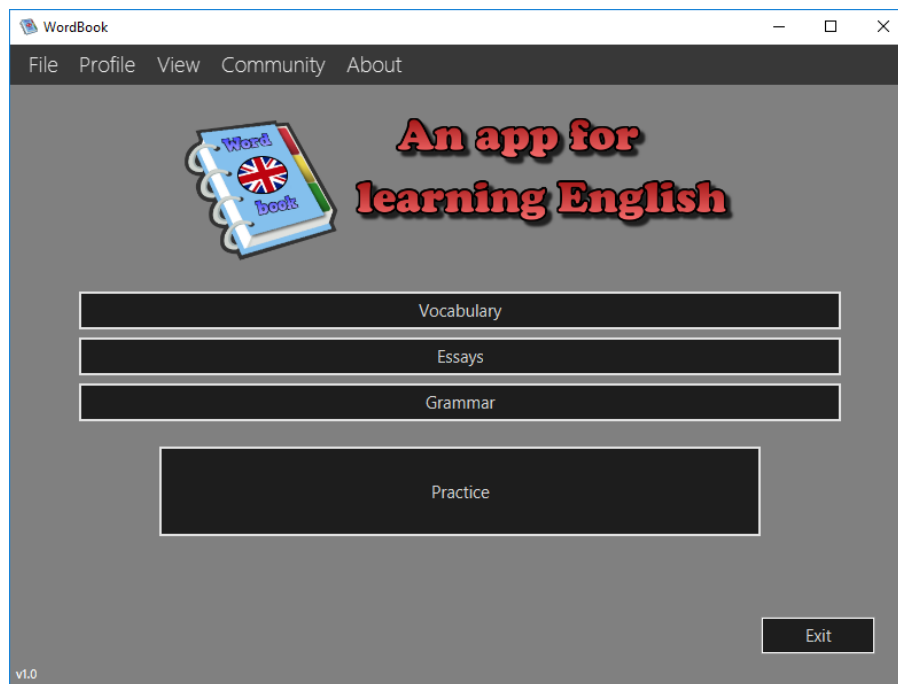 WordBook
File Profile View Community About
Word
book
An app for
learning English
Vocabulary
Essays
Grammar
Practice
Exit
v1.0